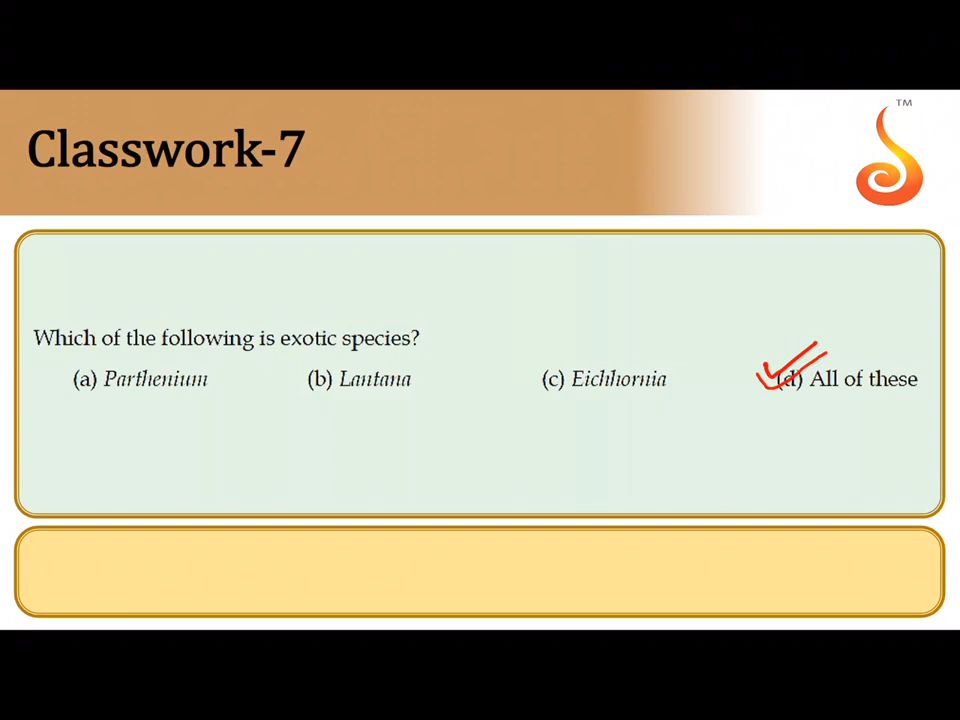 TM
Classwork-7
Which of the following is exotic species?
(a) Parthenium (b) Lantana (c) Eichhornia (d) All of these